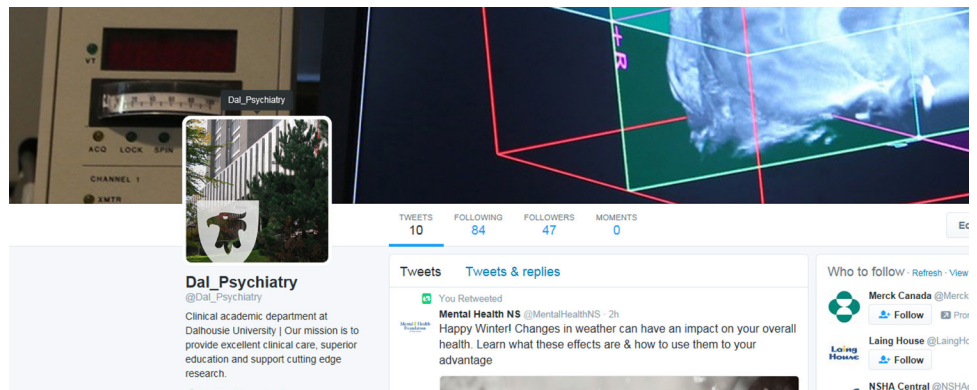 VT
Dal_Psychiatry
ACQ LOCK SPIN
CHANNEL 1
XMTR
+ R
TWEETS FOLLOWING FOLLOWERS MOMENTS
10 84 47 0
Dal_Psychiatry
@Dal_Psychiatry
Clinical academic department at
Dalhousie University | Our mission is to
provide excellent clinical care, superior
education and support cutting edge
research.
Tweets Tweets & replies
You Retweeted
Mental Health NS @MentalHealthNS · 2h
Happy Winter! Changes in weather can have an impact on your overall
health. Learn what these effects are & how to use them to your
advantage
Who to follow · Refresh · View
Merck Canada @Merck
Follow
Laing House @LaingHo
Follow
Laing
House
NSHA Central